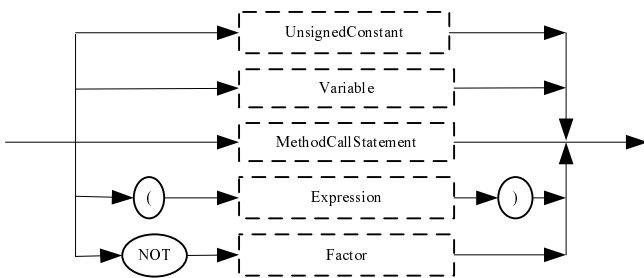 UnsignedConstant
Variable
MethodCallStatement
( Expression )
NOT Factor